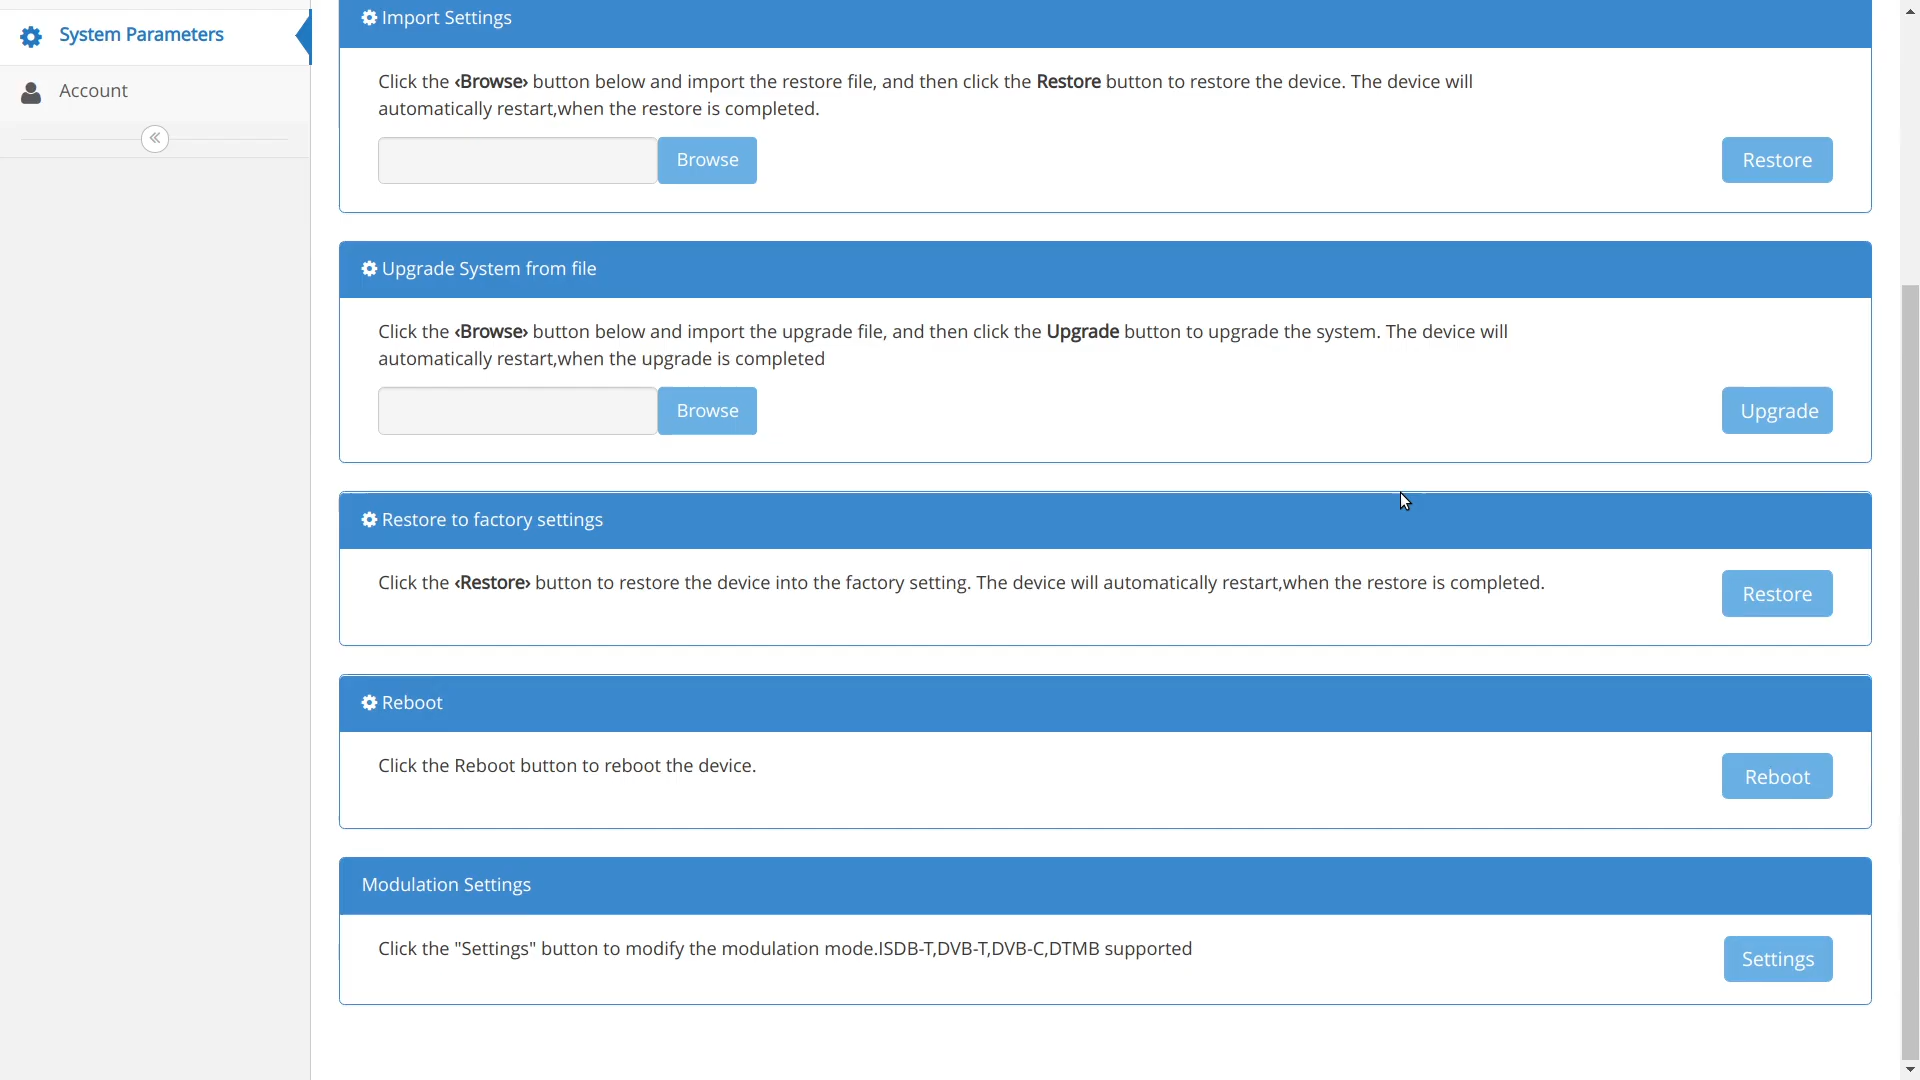 System Parameters
Account
Import Settings
Click the ‹Browse› button below and import the restore file, and then click the Restore button to restore the device. The device will
automatically restart,when the restore is completed.
Browse
Restore
Upgrade System from file
Click the ‹Browse› button below and import the upgrade file, and then click the Upgrade button to upgrade the system. The device will
automatically restart,when the upgrade is completed
Browse
Upgrade
Restore to factory settings
Click the ‹Restore› button to restore the device into the factory setting. The device will automatically restart,when the restore is completed.
Restore
Reboot
Click the Reboot button to reboot the device.
Reboot
Modulation Settings
Click the "Settings" button to modify the modulation mode.ISDB-T,DVB-T,DVB-C,DTMB supported
Settings